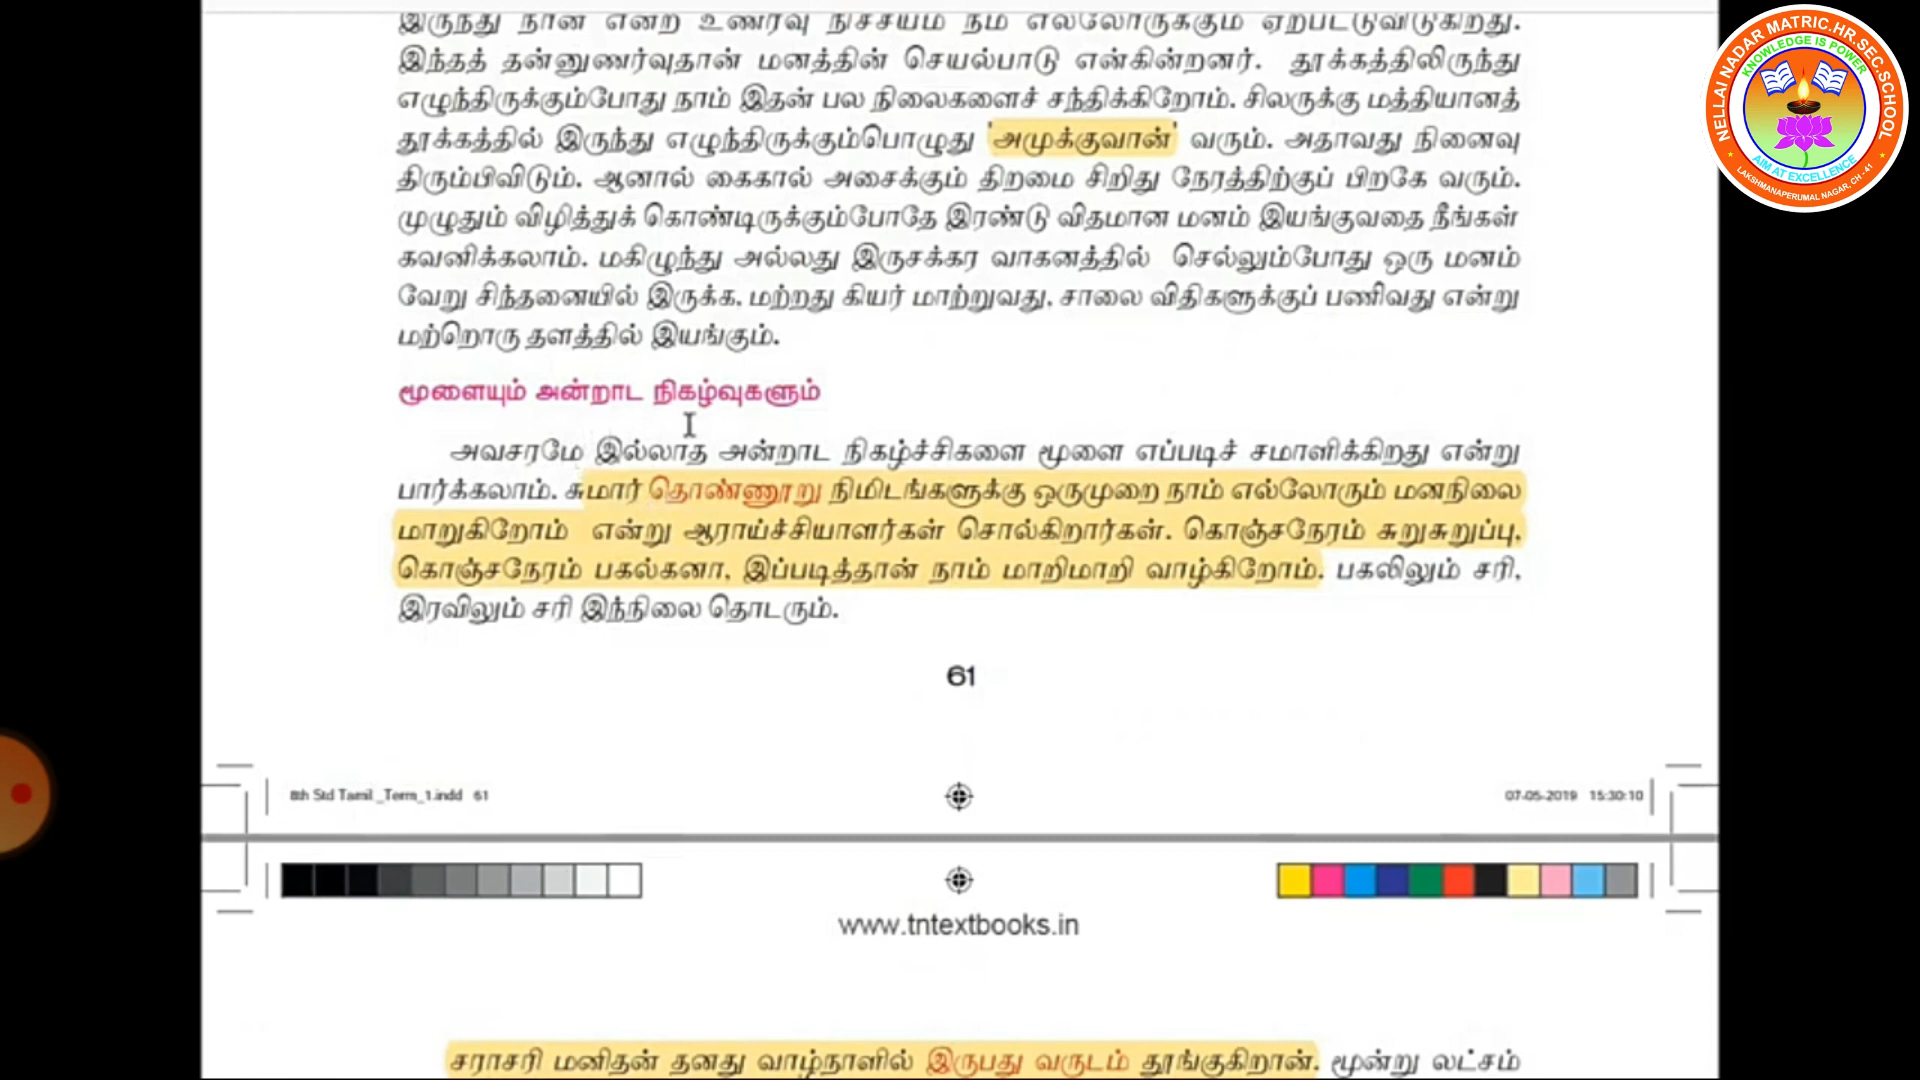 இருந்து நான் என்ற உணர்வு நிச்சயம் நம் எல்லோருக்கும் ஏற்பட்டுவிடுகிறது.
இந்தத் தன்னுணர்வுதான் மனத்தின் செயல்பாடு என்கின்றனர். தூக்கத்திலிருந்து
எழுந்திருக்கும்போது நாம் இதன் பல நிலைகளைச் சந்திக்கிறோம். சிலருக்கு மத்தியானத்
தூக்கத்தில் இருந்து எழுந்திருக்கும்பொழுது 'அமுக்குவான்' வரும். அதாவது நினைவு
திரும்பிவிடும். ஆனால் கைகால் அசைக்கும் திறமை சிறிது நேரத்திற்குப் பிறகே வரும்.
முழுதும் விழித்துக் கொண்டிருக்கும்போதே இரண்டு விதமான மனம் இயங்குவதை நீங்கள்
கவனிக்கலாம். மகிழுந்து அல்லது இருசக்கர வாகனத்தில் செல்லும்போது ஒரு மனம்
வேறு சிந்தனையில் இருக்க, மற்றது கியர் மாற்றுவது, சாலை விதிகளுக்குப் பணிவது என்று
மற்றொரு தளத்தில் இயங்கும்.
மூளையும் அன்றாட நிகழ்வுகளும்
அவசரமே இல்லாத அன்றாட நிகழ்ச்சிகளை மூளை எப்படிச் சமாளிக்கிறது என்று
பார்க்கலாம். சுமார் தொண்ணூறு நிமிடங்களுக்கு ஒருமுறை நாம் எல்லோரும் மனநிலை
மாறுகிறோம் என்று ஆராய்ச்சியாளர்கள் சொல்கிறார்கள். கொஞ்சநேரம் சுறுசுறுப்பு,
கொஞ்சநேரம் பகல்கனா, இப்படித்தான் நாம் மாறிமாறி வாழ்கிறோம். பகலிலும் சரி,
இரவிலும் சரி இந்நிலை தொடரும்.
61
8th Std Tamil _Term_1.indd 61
07-05-2019 15:30:10
www.tntextbooks.in
சராசரி மனிதன் தனது வாழ்நாளில் இருபது வருடம் தூங்குகிறான். மூன்று லட்சம்
NELLAI NADAR MATRIC.HR.SEC.SCHOOL
KNOWLEDGE IS POWER
AIM AT EXCELLENCE
LAKSHMANAPERUMAL NAGAR, CH - 41